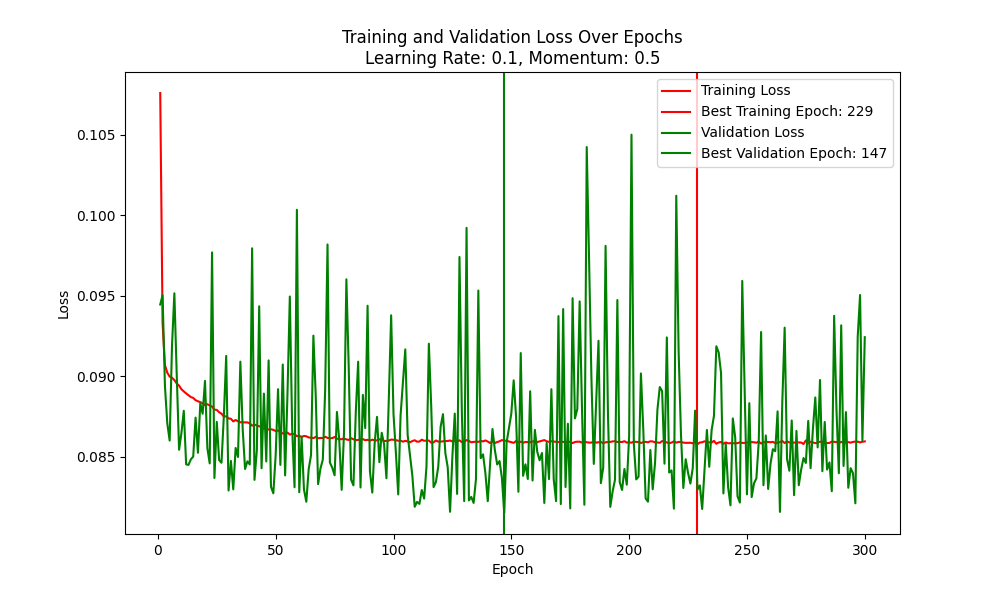 Training and Validation Loss Over Epochs
Learning Rate: 0.1, Momentum: 0.5
Training Loss
Best Training Epoch: 229
Validation Loss
Best Validation Epoch: 147
Loss
0.105
0.100
0.095
0.090
0.085
0
50
100
150
200
250
300
Epoch